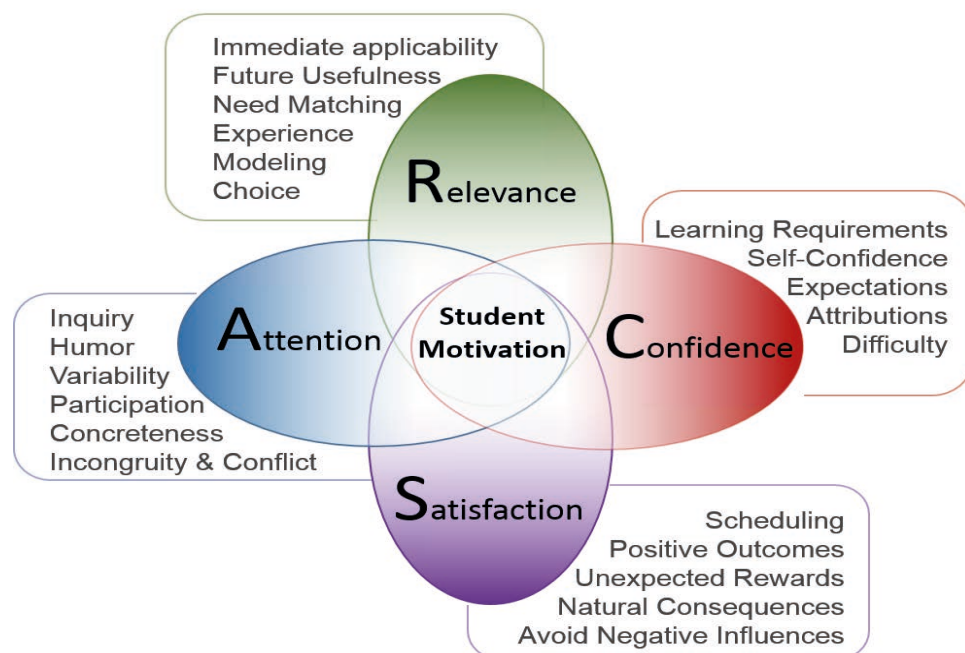 Immediate applicability
Future Usefulness
Need Matching
Experience
Modeling
Choice
Relevance
Learning Requirements
Self-Confidence
Expectations
Attributions
Difficulty
Attention
Student
Motivation
Confidence
Inquiry
Humor
Variability
Participation
Concreteness
Incongruity & Conflict
Satisfaction
Scheduling
Positive Outcomes
Unexpected Rewards
Natural Consequences
Avoid Negative Influences